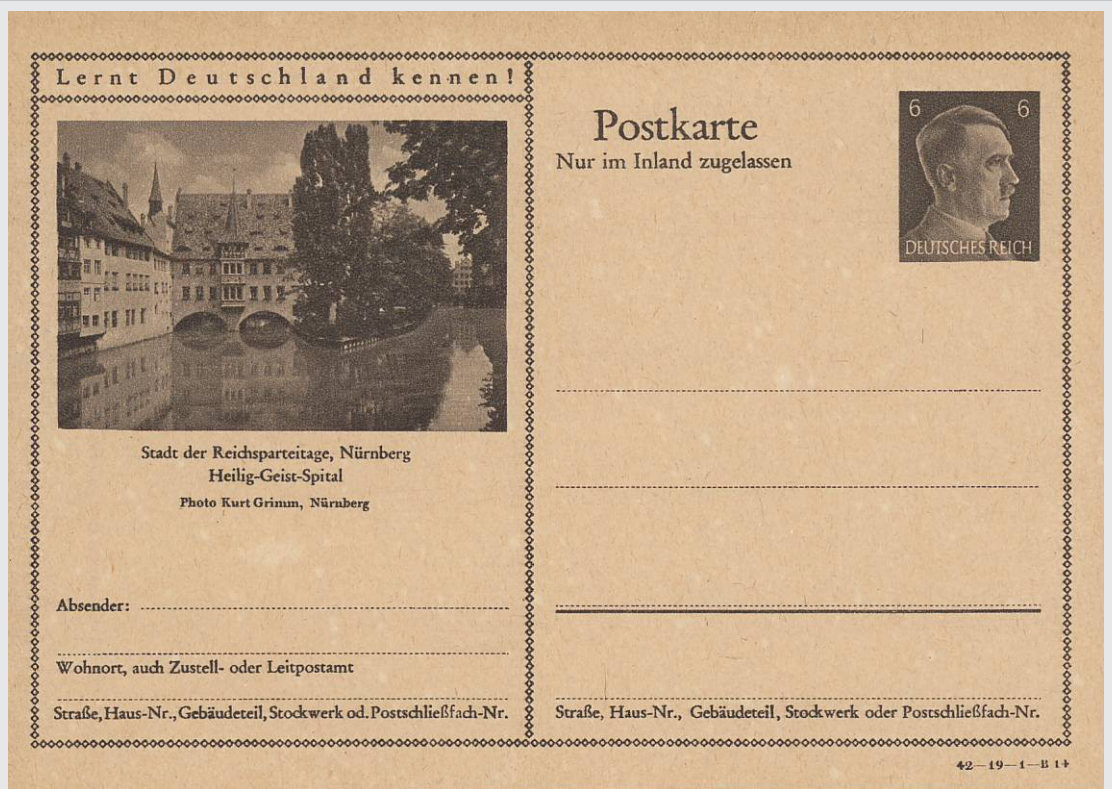 Lernt Deutschland kennen!
Stadt der Reichsparteitage, Nürnberg
Heilig-Geist-Spital
Photo Kurt Grimm, Nürnberg
Absender:
Wohnort, auch Zustell- oder Leitpostamt
Straße, Haus-Nr., Gebäudeteil, Stockwerk od. Postschließfach-Nr.
Postkarte
Nur im Inland zugelassen
6 6
DEUTSCHES REICH
Straße, Haus-Nr., Gebäudeteil, Stockwerk oder Postschließfach-Nr.
42—19—1—B 14